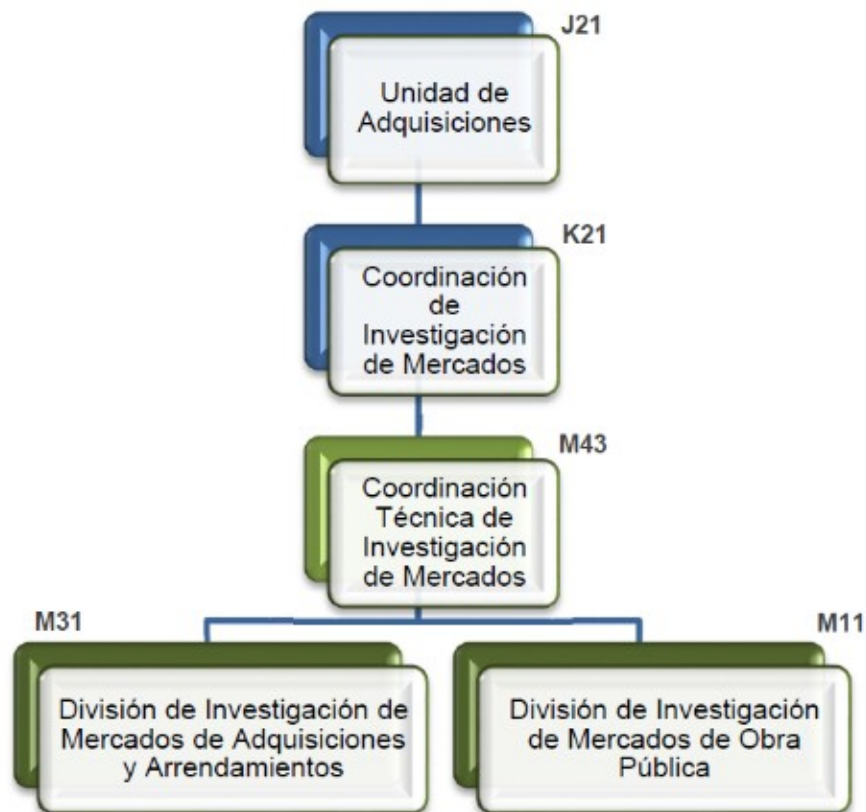 J21
Unidad de
Adquisiciones
K21
Coordinación
de
Investigación
de Mercados
M43
Coordinación
Técnica de
Investigación
de Mercados
M31
División de Investigación de
Mercados de Adquisiciones
y Arrendamientos
M11
División de Investigación
de Mercados de Obra
Pública